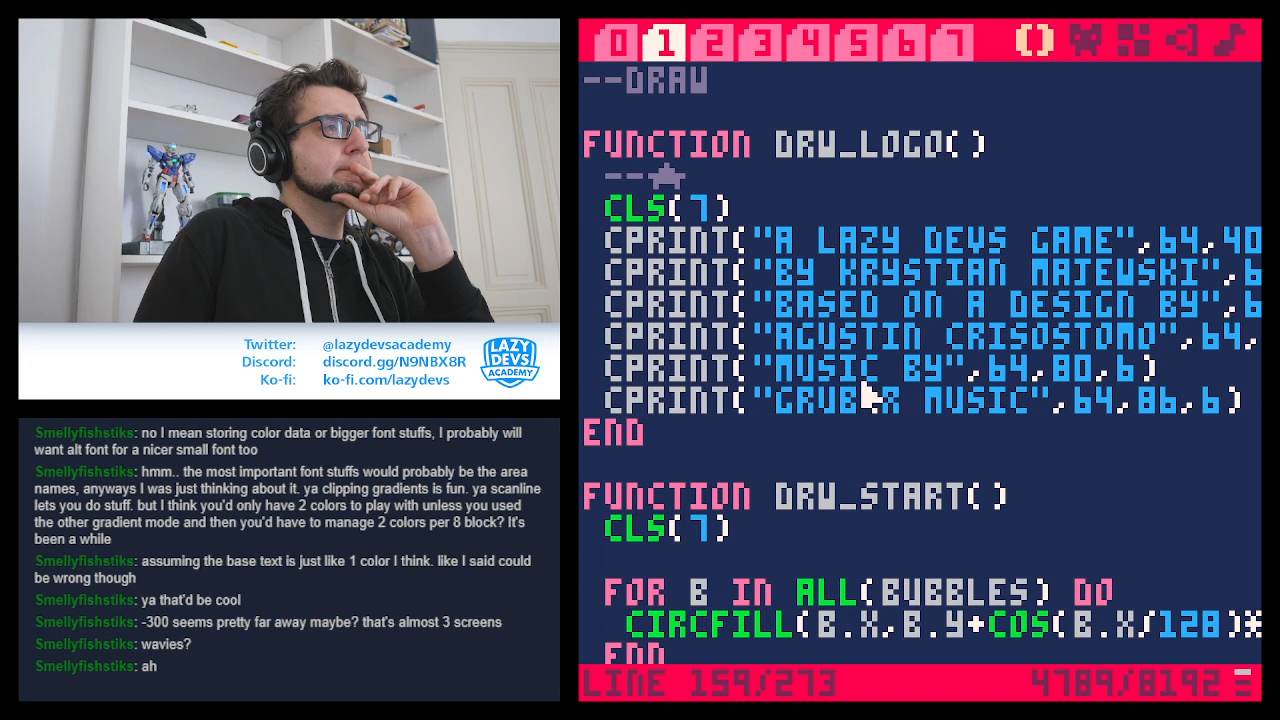 Twitter: @lazydevsacademy
Discord: discord.gg/N9NBX8R
Ko-fi: ko-fi.com/lazydevs
LAZY
DEVS
ACADEMY
Smellyfishstiks: no I mean storing color data or bigger font stuffs, I probably will
want alt font for a nicer small font too
Smellyfishstiks: hmm.. the most important font stuffs would probably be the area
names, anyways I was just thinking about it. ya clipping gradients is fun. ya scanline
lets you do stuff. but I think you'd only have 2 colors to play with unless you used
the other gradient mode and then you'd have to manage 2 colors per 8 block? It's
been a while
Smellyfishstiks: assuming the base text is just like 1 color I think. like I said could
be wrong though
Smellyfishstiks: ya that'd be cool
Smellyfishstiks: -300 seems pretty far away maybe? that's almost 3 screens
Smellyfishstiks: wavies?
Smellyfishstiks: ah
0 1 2 3 4 5 6 7 ()
--DRAW
FUNCTION DRW_LOGO()
--
CLS(7)
CPRINT("A LAZY DEVS GAME",64,40
CPRINT("BY KRYSTIAN MAJEWSKI",6
CPRINT("BASED ON A DESIGN BY",6
CPRINT("AGUSTIN CRISOSTOMO",64,
CPRINT("MUSIC BY",64,80,6)
CPRINT("GRUBER MUSIC",64,86,6)
END
FUNCTION DRW_START()
CLS(7)
FOR B IN ALL(BUBBLES) DO
CIRCFILL(B.X,B.Y+COS(B.X/128)*
END
LINE 159/273 4789/8192